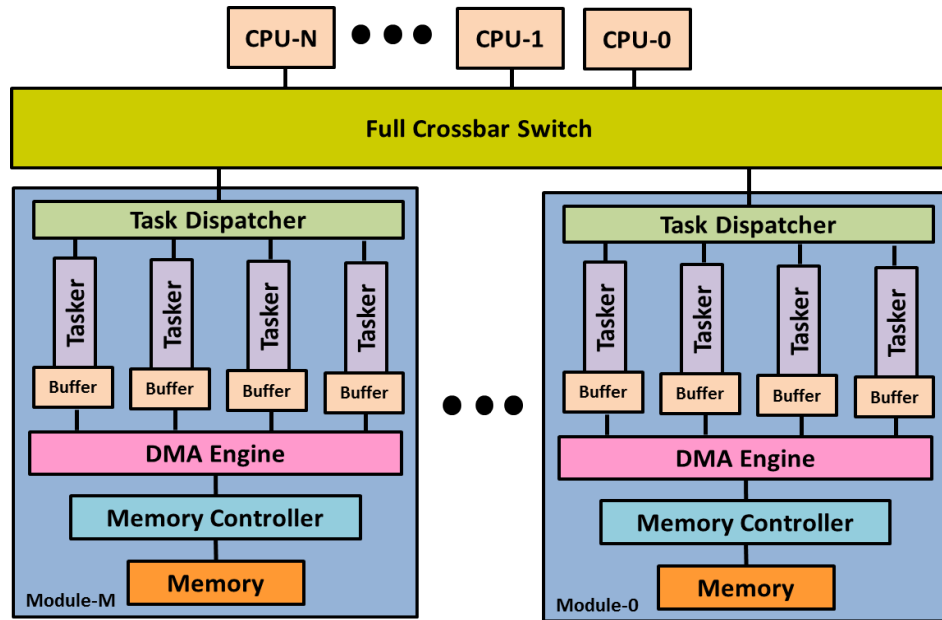 CPU-N
CPU-1
CPU-0
Full Crossbar Switch
Task Dispatcher
Tasker
Tasker
Tasker
Tasker
Buffer
Buffer
Buffer
Buffer
DMA Engine
Memory Controller
Memory
Module-M
Task Dispatcher
Tasker
Tasker
Tasker
Tasker
Buffer
Buffer
Buffer
Buffer
DMA Engine
Memory Controller
Memory
Module-0